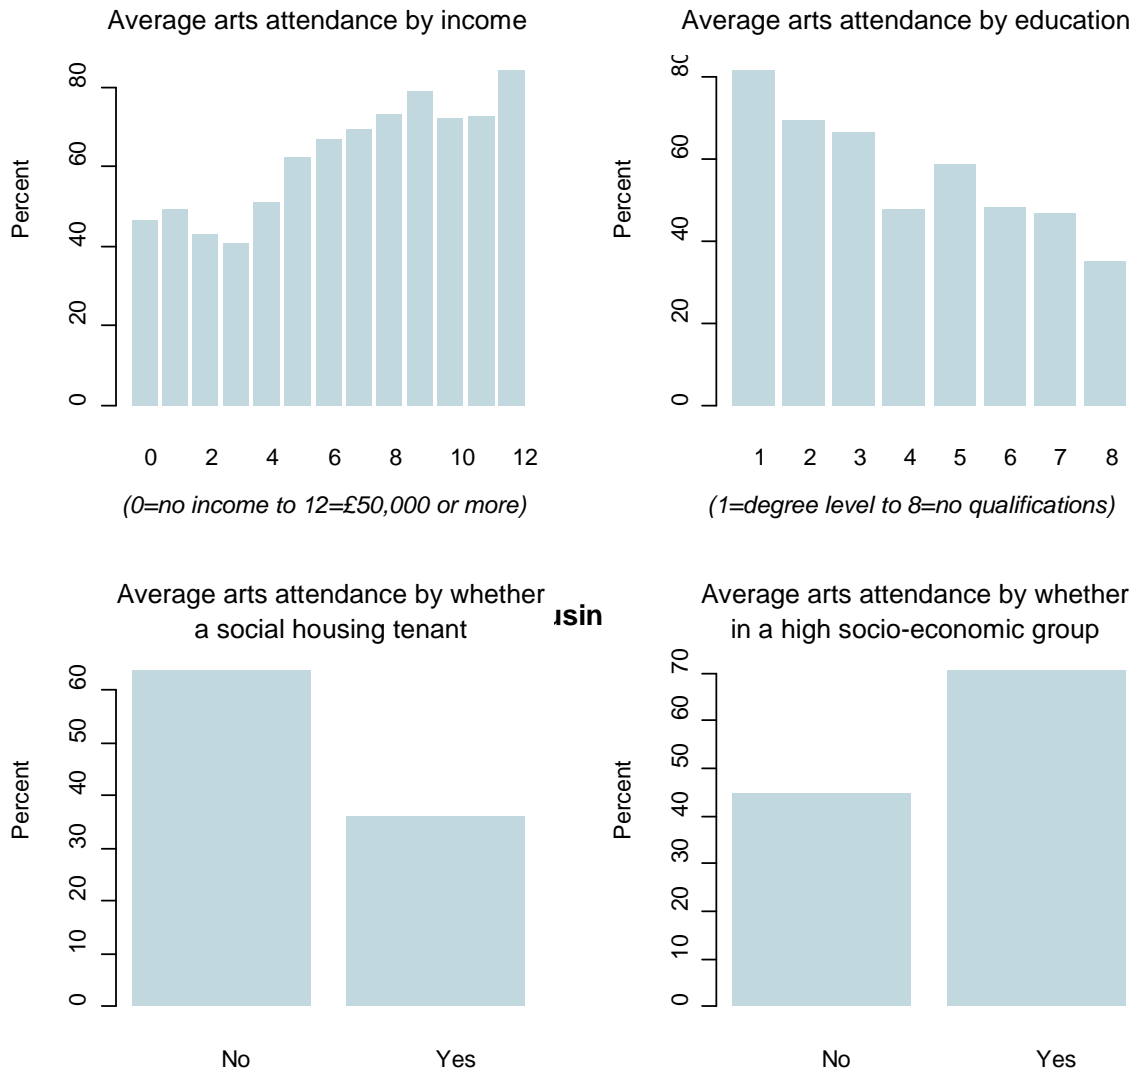 Average arts attendance by income
Percent
80
60
40
20
0
0 2 4 6 8 10 12
(0=no income to 12=£50,000 or more)
Average arts attendance by education
Percent
80
60
40
20
0
1 2 3 4 5 6 7 8
(1=degree level to 8=no qualifications)
Average arts attendance by whether
a social housing tenant
Percent
60
50
40
30
20
10
0
No Yes
Average arts attendance by whether
in a high socio-economic group
Percent
70
60
50
40
30
20
10
0
No Yes